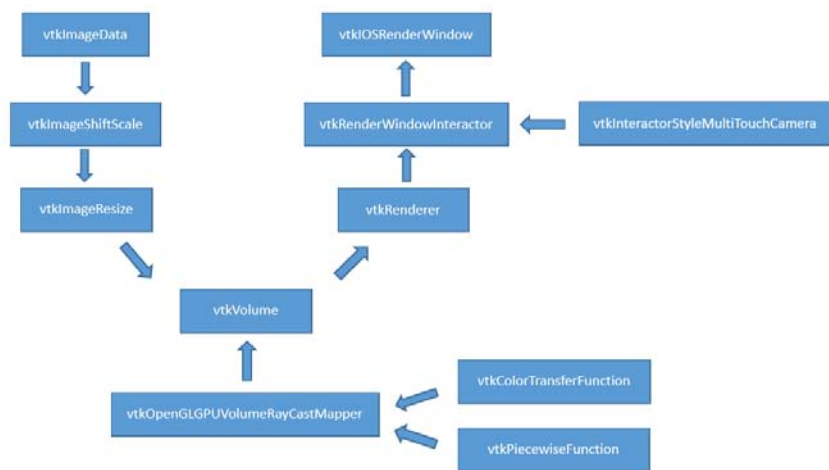 vtkImageData
vtkIOSRenderWindow
vtkImageShiftScale
vtkRenderWindowInteractor
vtkInteractorStyleMultiTouchCamera
vtkImageResize
vtkRenderer
vtkVolume
vtkOpenGLGPUVolumeRayCastMapper
vtkColorTransferFunction
vtkPiecewiseFunction